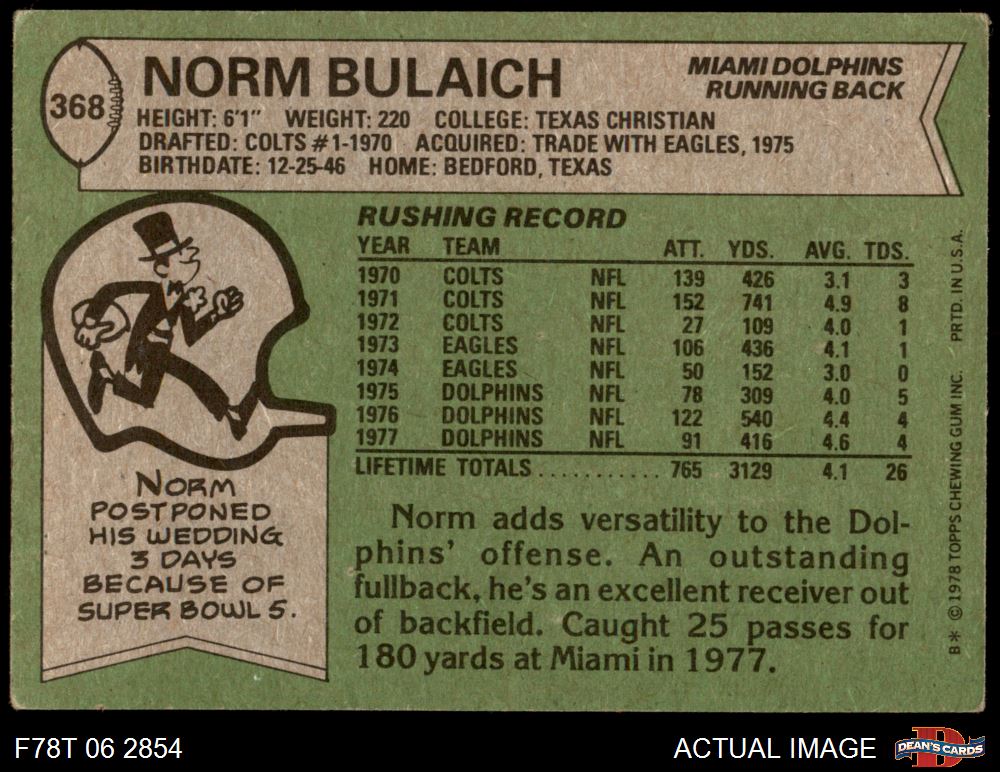 368
NORM BULAICH
MIAMI DOLPHINS
RUNNING BACK
HEIGHT: 6'1" WEIGHT: 220 COLLEGE: TEXAS CHRISTIAN
DRAFTED: COLTS #1-1970 ACQUIRED: TRADE WITH EAGLES, 1975
BIRTHDATE: 12-25-46 HOME: BEDFORD, TEXAS
RUSHING RECORD
YEAR TEAM ATT. YDS. AVG. TDS.
1970 COLTS NFL 139 426 3.1 3
1971 COLTS NFL 152 741 4.9 8
1972 COLTS NFL 27 109 4.0 1
1973 EAGLES NFL 106 436 4.1 1
1974 EAGLES NFL 50 152 3.0 0
1975 DOLPHINS NFL 78 309 4.0 5
1976 DOLPHINS NFL 122 540 4.4 4
1977 DOLPHINS NFL 91 416 4.6 4
LIFETIME TOTALS........... 765 3129 4.1 26
NORM
POSTPONED
HIS WEDDING
3 DAYS
BECAUSE OF
SUPER BOWL 5.
Norm adds versatility to the Dol-
phins' offense. An outstanding
fullback, he's an excellent receiver out
of backfield. Caught 25 passes for
180 yards at Miami in 1977.
B* © 1978 TOPPS CHEWING GUM INC. PRTD. IN U.S.A.
F78T 06 2854
ACTUAL IMAGE
D
DEAN'S CARDS